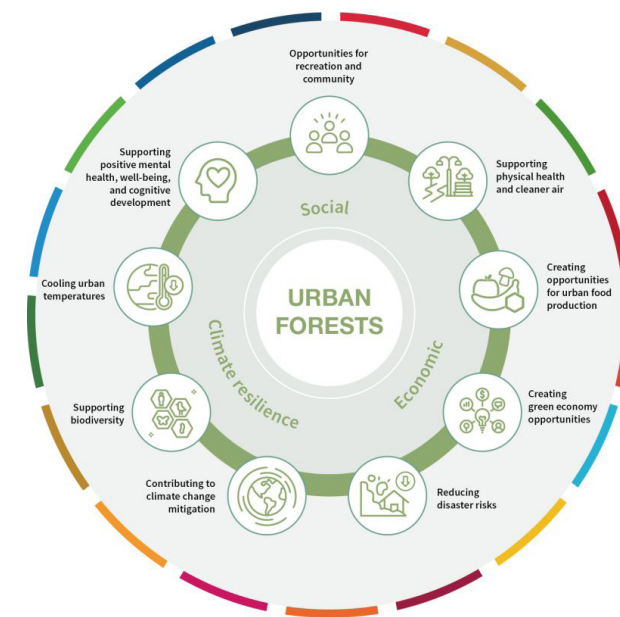 Opportunities for
recreation and
community
Supporting
physical health
and cleaner air
Creating
opportunities
for urban food
production
Creating
green economy
opportunities
Reducing
disaster risks
Contributing to
climate change
mitigation
Supporting
biodiversity
Cooling urban
temperatures
Supporting
positive mental
health, well-being,
and cognitive
development
Social
Economic
Climate resilience
URBAN
FORESTS
$